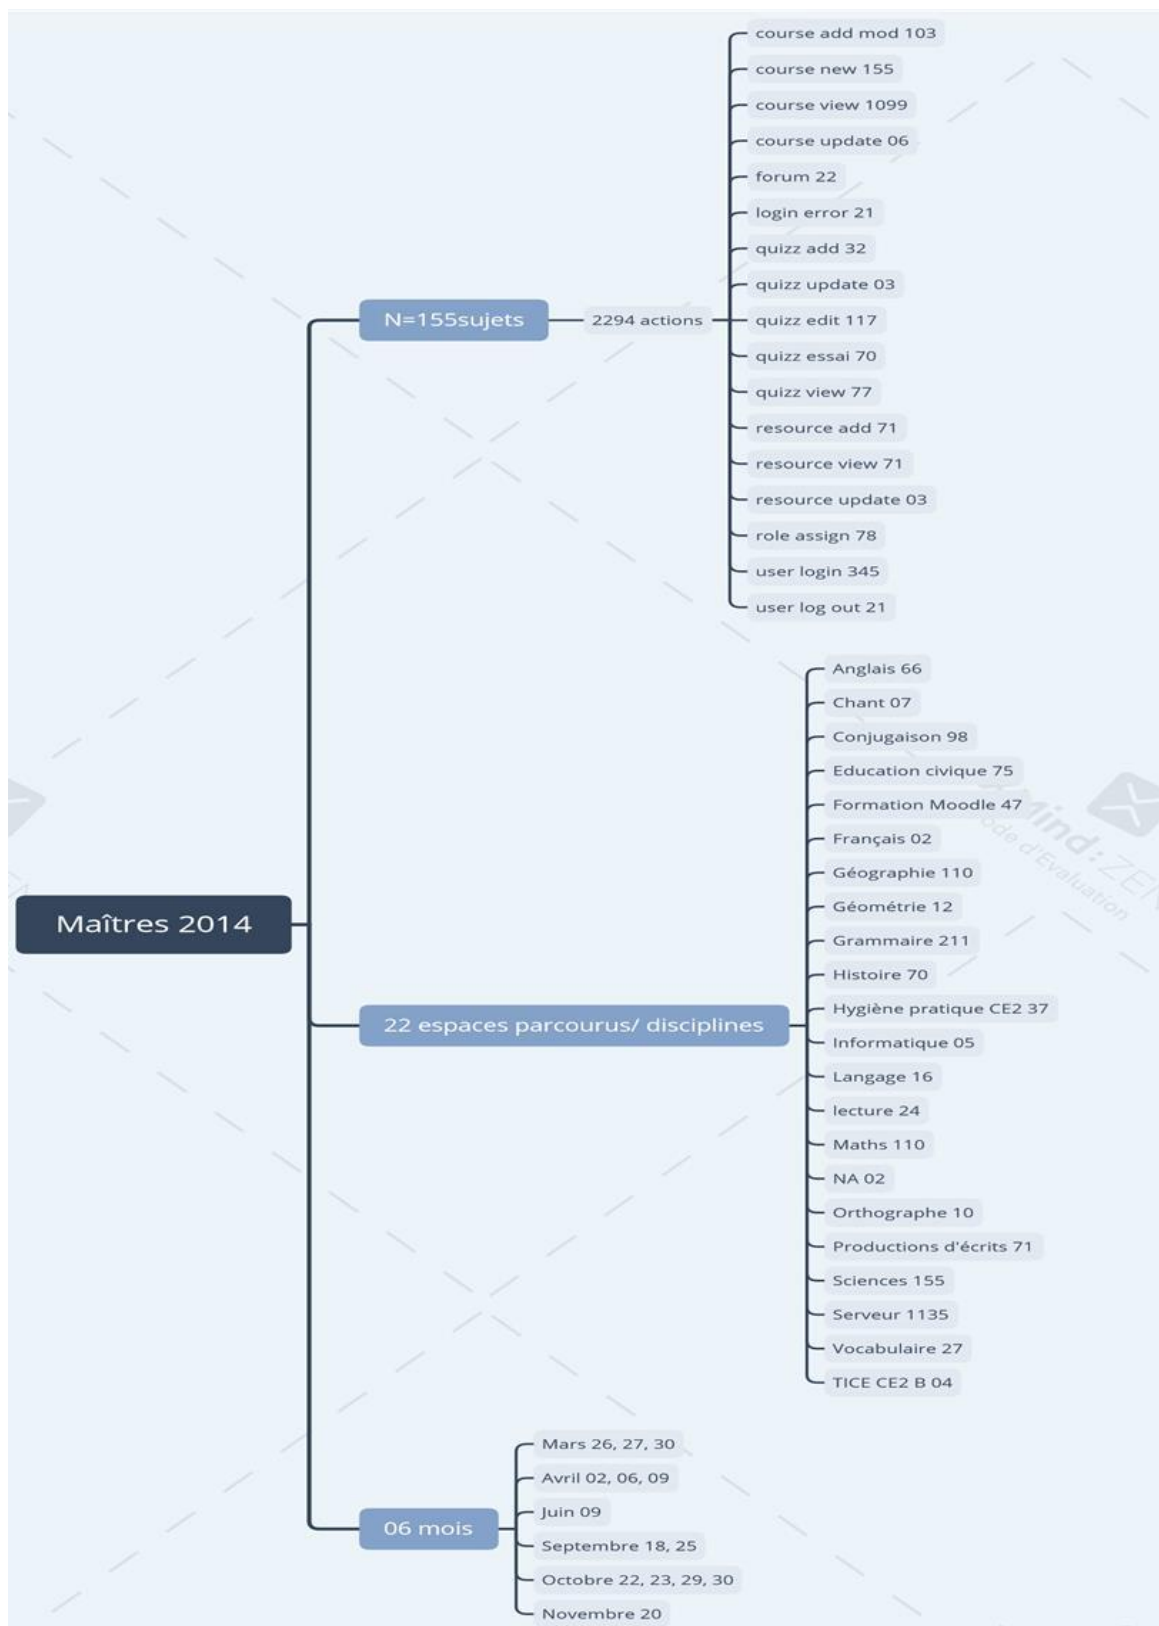 Maîtres 2014
N=155sujets
2294 actions
course add mod 103
course new 155
course view 1099
course update 06
forum 22
login error 21
quizz add 32
quizz update 03
quizz edit 117
quizz essai 70
quizz view 77
resource add 71
resource view 71
resource update 03
role assign 78
user login 345
user log out 21
22 espaces parcourus/ disciplines
Anglais 66
Chant 07
Conjugaison 98
Education civique 75
Formation Moodle 47
Français 02
Géographie 110
Géométrie 12
Grammaire 211
Histoire 70
Hygiène pratique CE2 37
Informatique 05
Langage 16
lecture 24
Maths 110
NA 02
Orthographe 10
Productions d'écrits 71
Sciences 155
Serveur 1135
Vocabulaire 27
TICE CE2 B 04
06 mois
Mars 26, 27, 30
Avril 02, 06, 09
Juin 09
Septembre 18, 25
Octobre 22, 23, 29, 30
Novembre 20